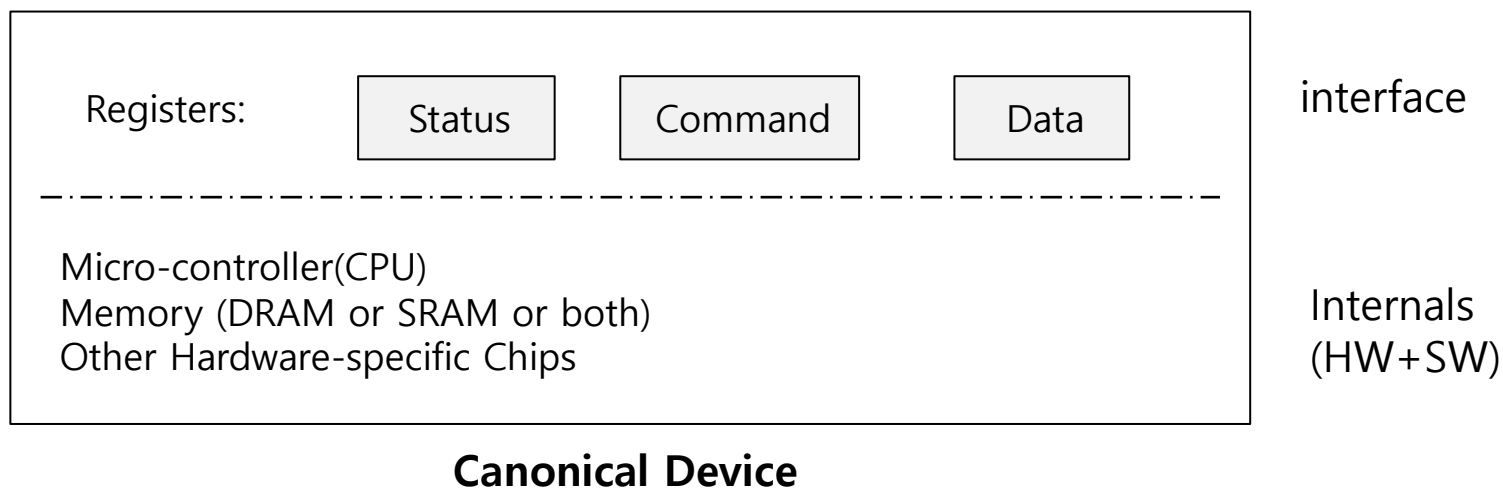 Registers: Status Command Data
interface
Micro-controller(CPU)
Memory (DRAM or SRAM or both)
Other Hardware-specific Chips
Internals
(HW+SW)
Canonical Device